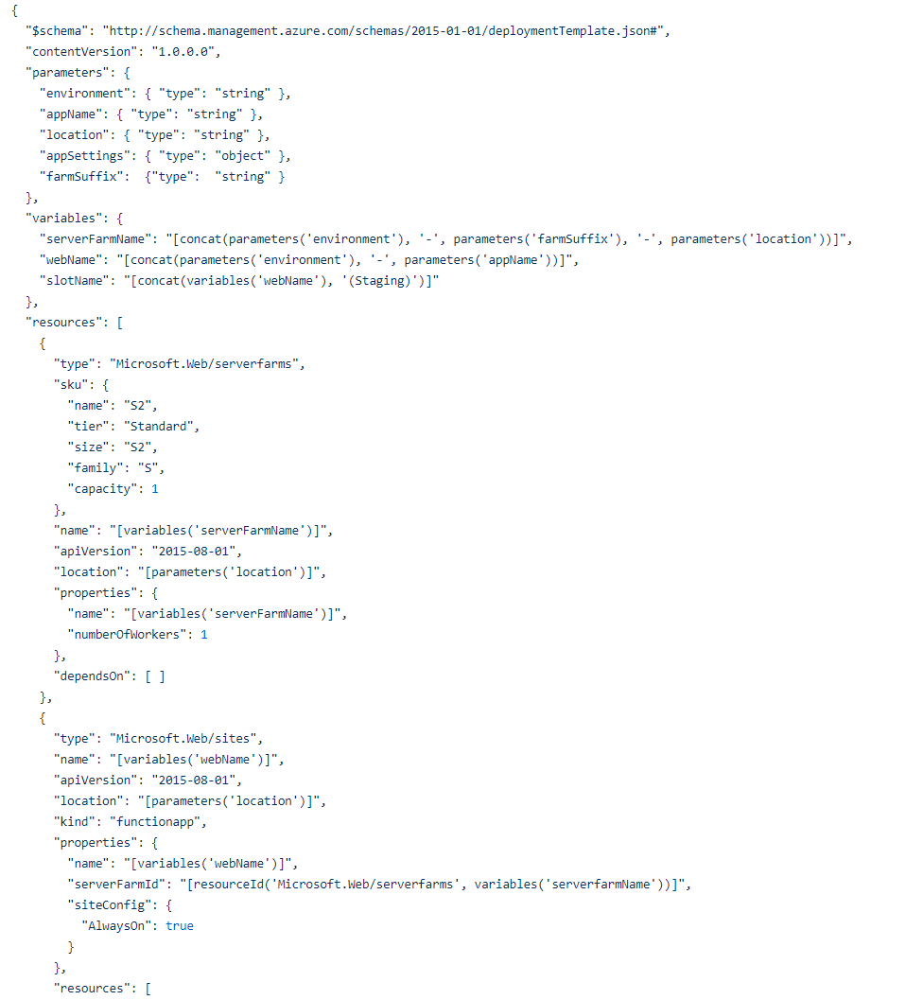 {
  "$schema": "http://schema.management.azure.com/schemas/2015-01-01/deploymentTemplate.json#",
  "contentVersion": "1.0.0.0",
  "parameters": {
    "environment": { "type": "string" },
    "appName": { "type": "string" },
    "location": { "type": "string" },
    "appSettings": { "type": "object" },
    "farmSuffix":  {"type":  "string" }
  },
  "variables": {
    "serverFarmName": "[concat(parameters('environment'), '-', parameters('farmSuffix'), '-', parameters('location'))]",
    "webName": "[concat(parameters('environment'), '-', parameters('appName'))]",
    "slotName": "[concat(variables('webName'), '(Staging)')]"
  },
  "resources": [
    {
      "type": "Microsoft.Web/serverfarms",
      "sku": {
        "name": "S2",
        "tier": "Standard",
        "size": "S2",
        "family": "S",
        "capacity": 1
      },
      "name": "[variables('serverFarmName')]",
      "apiVersion": "2015-08-01",
      "location": "[parameters('location')]",
      "properties": {
        "name": "[variables('serverFarmName')]",
        "numberOfWorkers": 1
      },
      "dependsOn": [ ]
    },
    {
      "type": "Microsoft.Web/sites",
      "name": "[variables('webName')]",
      "apiVersion": "2015-08-01",
      "location": "[parameters('location')]",
      "kind": "functionapp",
      "properties": {
        "name": "[variables('webName')]",
        "serverFarmId": "[resourceId('Microsoft.Web/serverfarms', variables('serverfarmName'))]",
        "siteConfig": {
          "AlwaysOn": true
        }
      },
      "resources": [